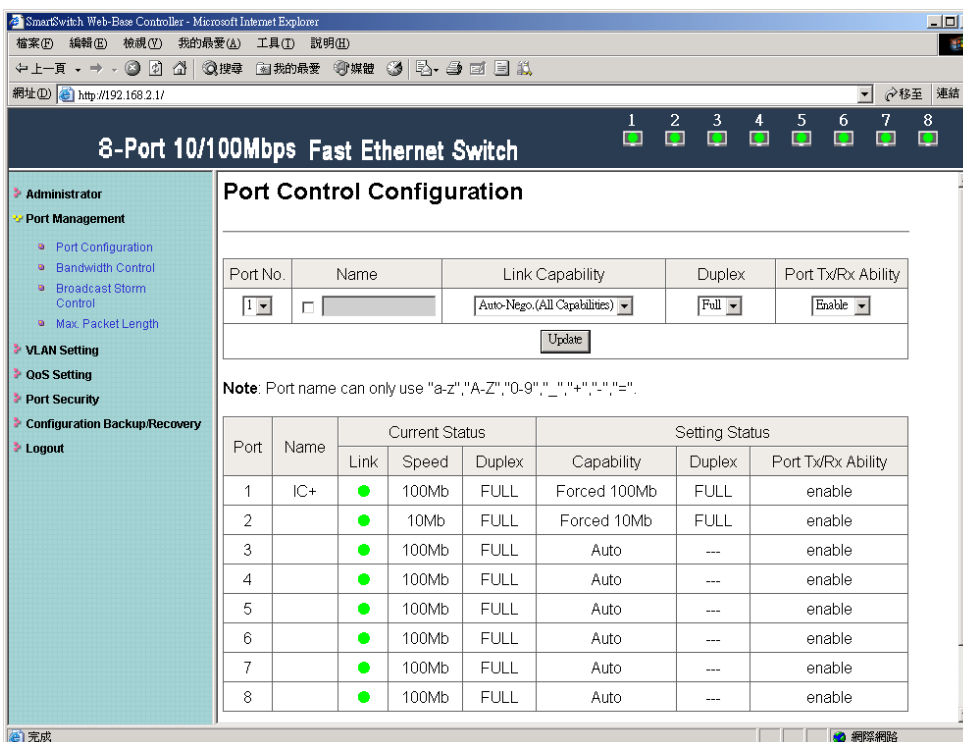 SmartSwitch Web-Base Controller - Microsoft Internet Explorer
檔案(F) 編輯(E) 檢視(V) 我的最愛(A) 工具(T) 說明(H)
上一頁 搜尋 我的最愛 媒體
網址(D) http://192.168.2.1/ 移至 連結
1 2 3 4 5 6 7 8
8-Port 10/100Mbps Fast Ethernet Switch
Administrator
Port Management
Port Configuration
Bandwidth Control
Broadcast Storm
Control
Max. Packet Length
VLAN Setting
QoS Setting
Port Security
Configuration Backup/Recovery
Logout
Port Control Configuration
Port No. Name Link Capability Duplex Port Tx/Rx Ability
1 Auto-Nego.(All Capabilities) Full Enable
Update
Note: Port name can only use "a-z","A-Z","0-9","_","+","-","=".
Port Name Current Status Setting Status
Link Speed Duplex Capability Duplex Port Tx/Rx Ability
1 IC+ 100Mb FULL Forced 100Mb FULL enable
2 10Mb FULL Forced 10Mb FULL enable
3 100Mb FULL Auto --- enable
4 100Mb FULL Auto --- enable
5 100Mb FULL Auto --- enable
6 100Mb FULL Auto --- enable
7 100Mb FULL Auto --- enable
8 100Mb FULL Auto --- enable
完成 網際網路